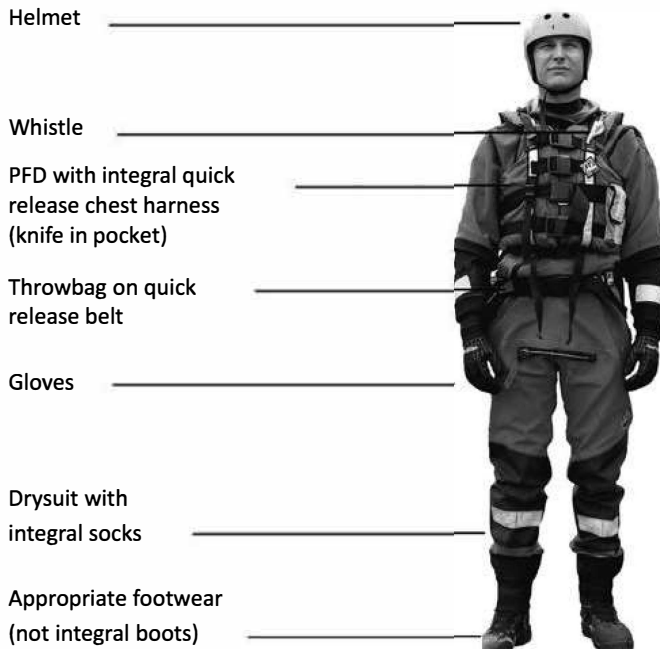 Helmet
Whistle
PFD with integral quick
release chest harness
(knife in pocket)
Throwbag on quick
release belt
Gloves
Drysuit with
integral socks
Appropriate footwear
(not integral boots)